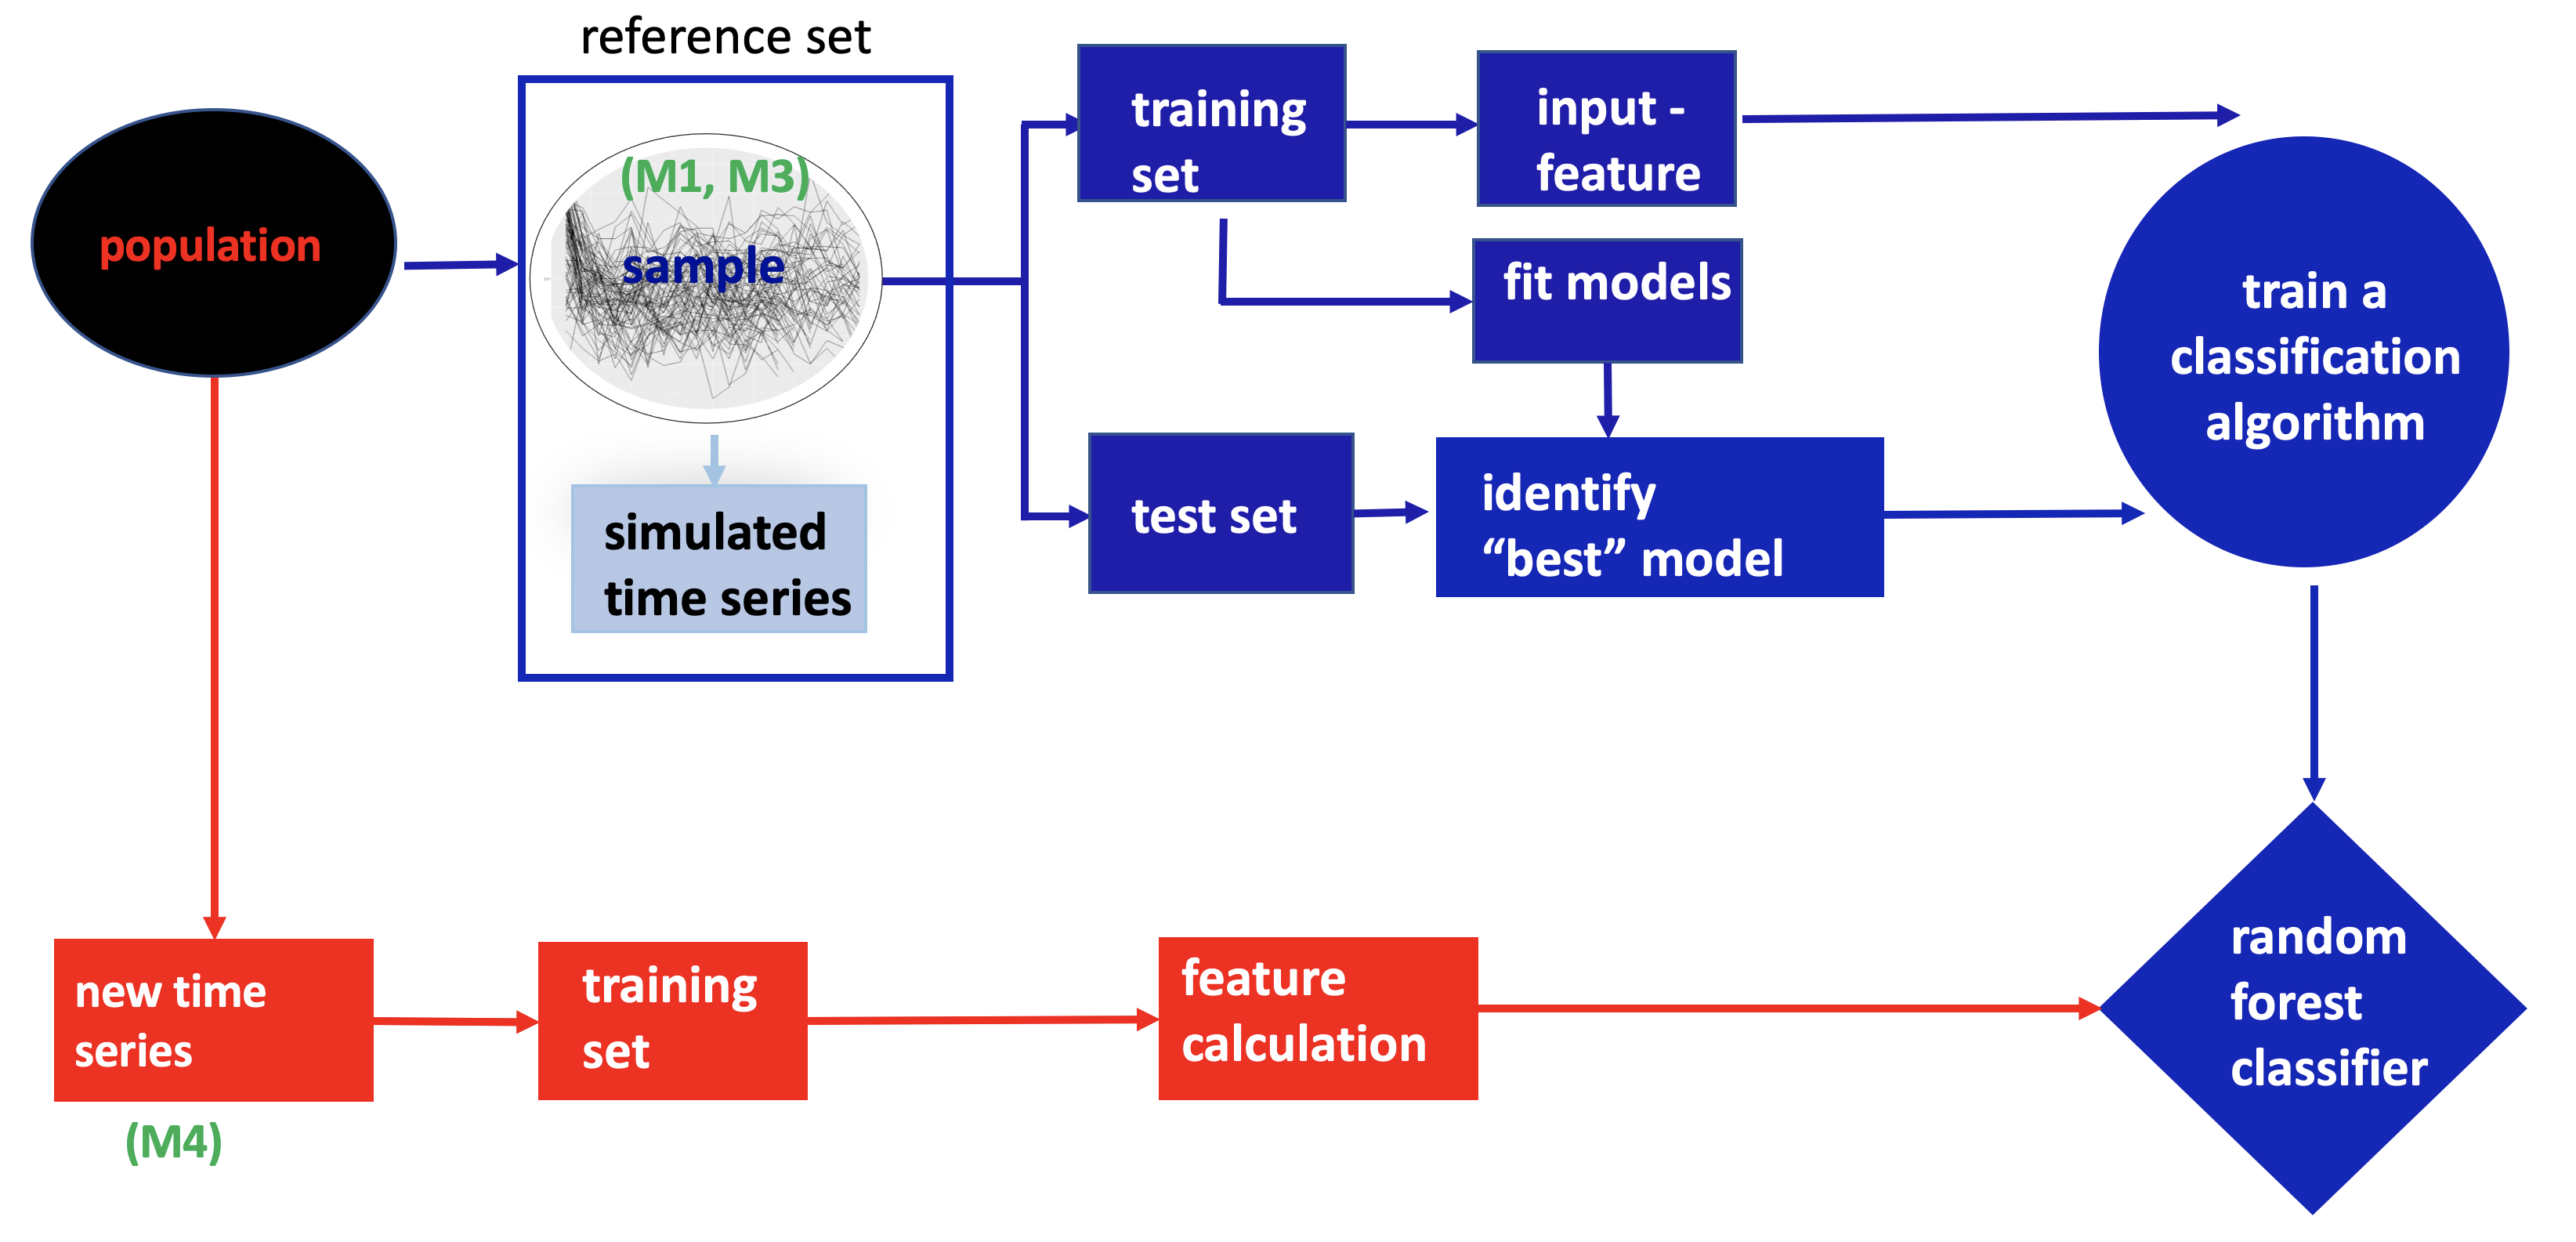 reference set
population
(M1, M3)
sample
simulated
time series
training
set
input -
feature
fit models
test set
identify
“best” model
train a
classification
algorithm
new time
series
(M4)
training
set
feature
calculation
random
forest
classifier